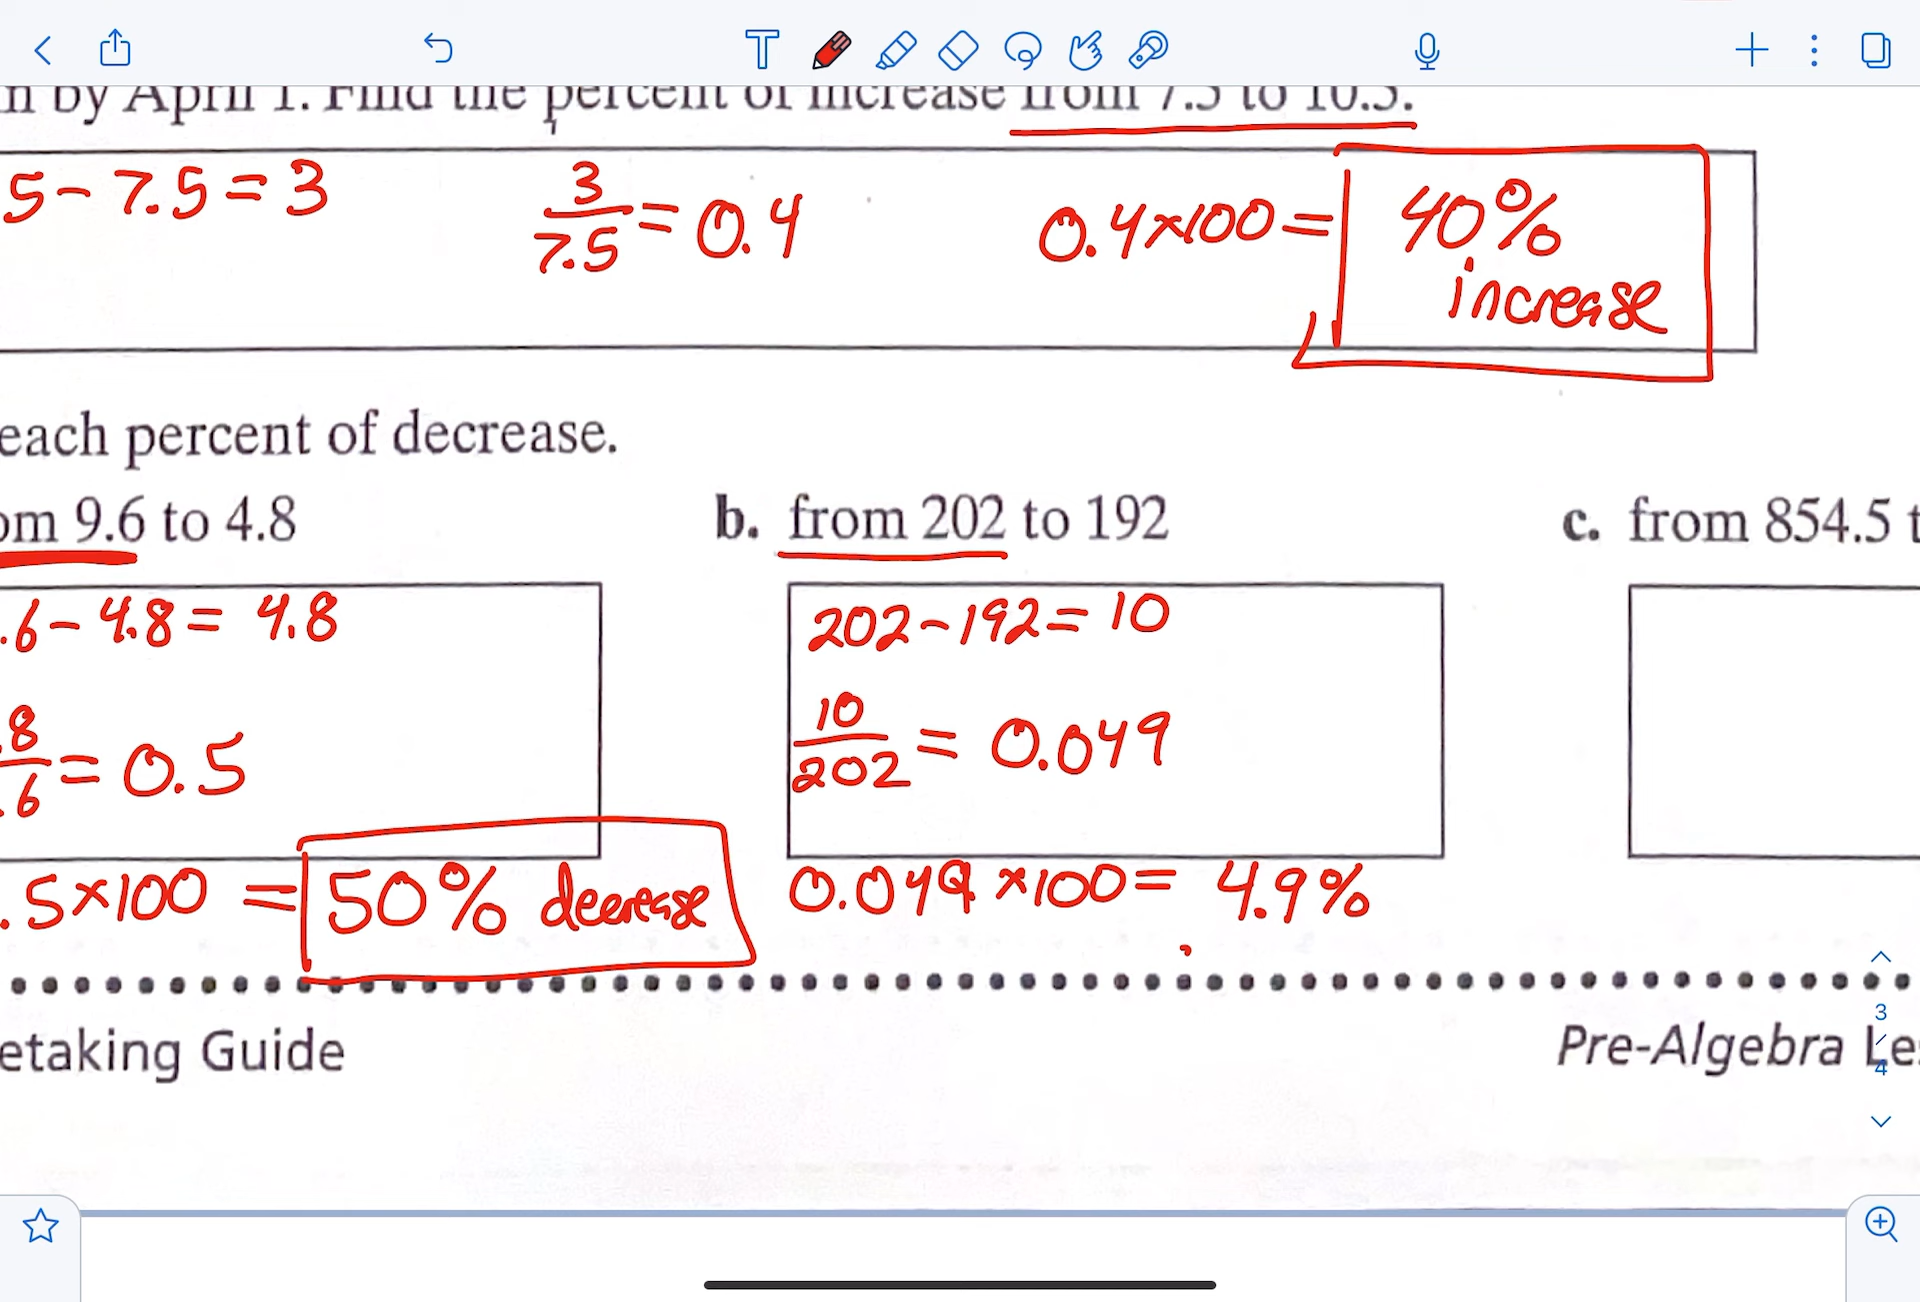 n by April 1. Find the percent of increase from 7.5 to 10.5.
5 - 7.5 = 3
3/7.5 = 0.4
0.4 x 100 = 40% increase
each percent of decrease.
om 9.6 to 4.8
b. from 202 to 192
c. from 854.5 t
.6 - 4.8 = 4.8
202 - 192 = 10
.8/.6 = 0.5
10/202 = 0.049
.5 x 100 = 50% decrease
0.049 x 100 = 4.9%
etaking Guide
Pre-Algebra Le
3/4